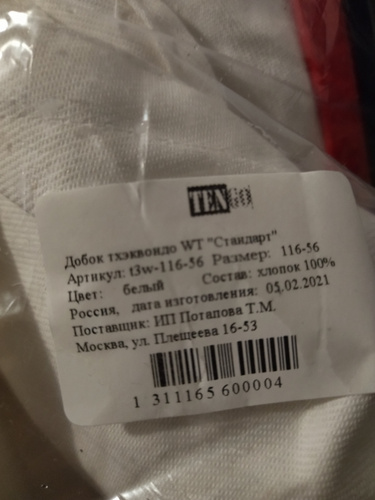 TEN
Добок тхэквондо WT "Стандарт"
Артикул: t3w-116-56 Размер: 116-56
Цвет: белый Состав: хлопок 100%
Россия, дата изготовления: 05.02.2021
Поставщик: ИП Потапова Т.М.
Москва, ул. Плещеева 16-53
1 311165 600004